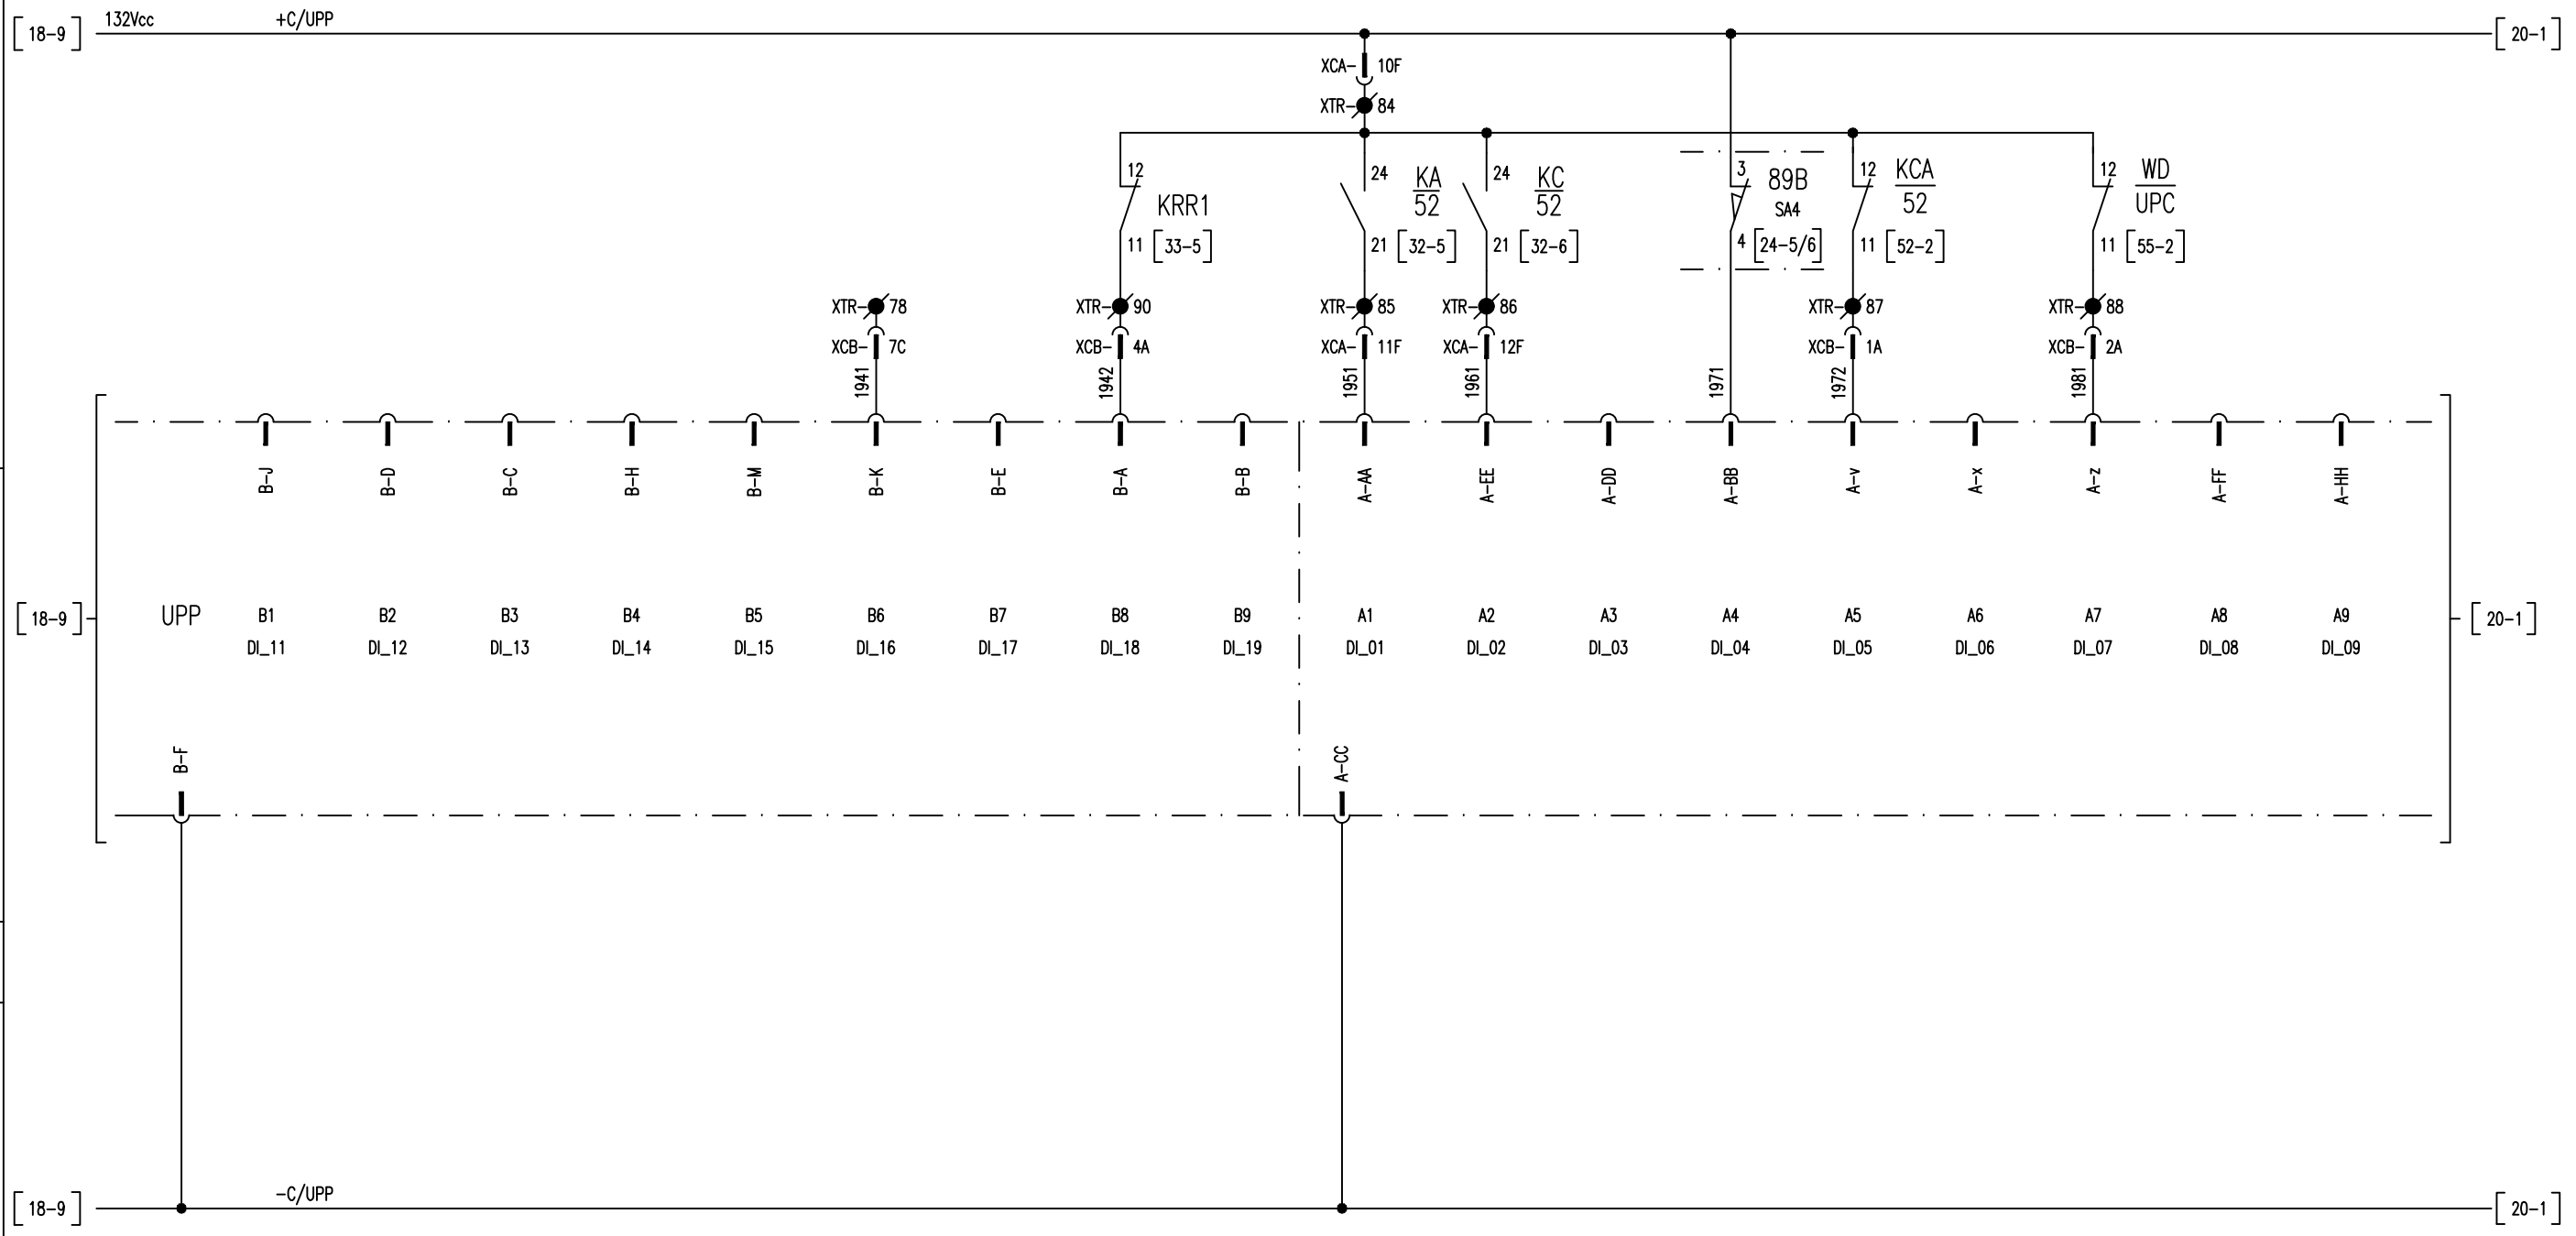 [18-9] 132Vcc +C/UPP [20-1]
XCA- 10F
XTR- 84
12 24 KA 24 KC 3 89B 12 KCA 12 WD
KRR1 52 52 SA4 52 UPC
11 [33-5] 21 [32-5] 21 [32-6] 4 [24-5/6] 11 [52-2] 11 [55-2]
XTR- 78 XTR- 90 XTR- 85 XTR- 86 XTR- 87 XTR- 88
XCB- 7C XCB- 4A XCA- 11F XCA- 12F XCB- 1A XCB- 2A
1941 1942 1951 1961 1971 1972 1981
B-J B-D B-C B-H B-M B-K B-E B-A B-B A-AA A-EE A-DD A-BB A-v A-x A-z A-FF A-HH
[18-9] UPP B1 B2 B3 B4 B5 B6 B7 B8 B9 A1 A2 A3 A4 A5 A6 A7 A8 A9 [20-1]
DI_11 DI_12 DI_13 DI_14 DI_15 DI_16 DI_17 DI_18 DI_19 DI_01 DI_02 DI_03 DI_04 DI_05 DI_06 DI_07 DI_08 DI_09
B-F A-CC
[18-9] -C/UPP [20-1]